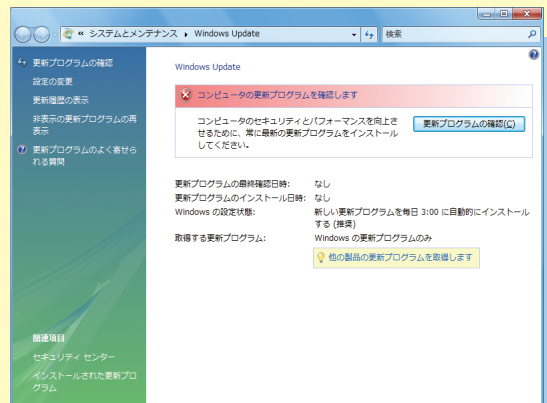 « システムとメンテナンス ▸ Windows Update
検索
更新プログラムの確認
設定の変更
更新履歴の表示
非表示の更新プログラムの再
表示
更新プログラムのよく寄せら
れる質問
関連項目
セキュリティ センター
インストールされた更新プロ
グラム
Windows Update
コンピュータの更新プログラムを確認します
コンピュータのセキュリティとパフォーマンスを向上さ
せるために、常に最新の更新プログラムをインストール
してください。
更新プログラムの確認(C)
更新プログラムの最終確認日時: なし
更新プログラムのインストール日時: なし
Windows の設定状態: 新しい更新プログラムを毎日 3:00 に自動的にインストール
する (推奨)
取得する更新プログラム: Windows の更新プログラムのみ
他の製品の更新プログラムを取得します